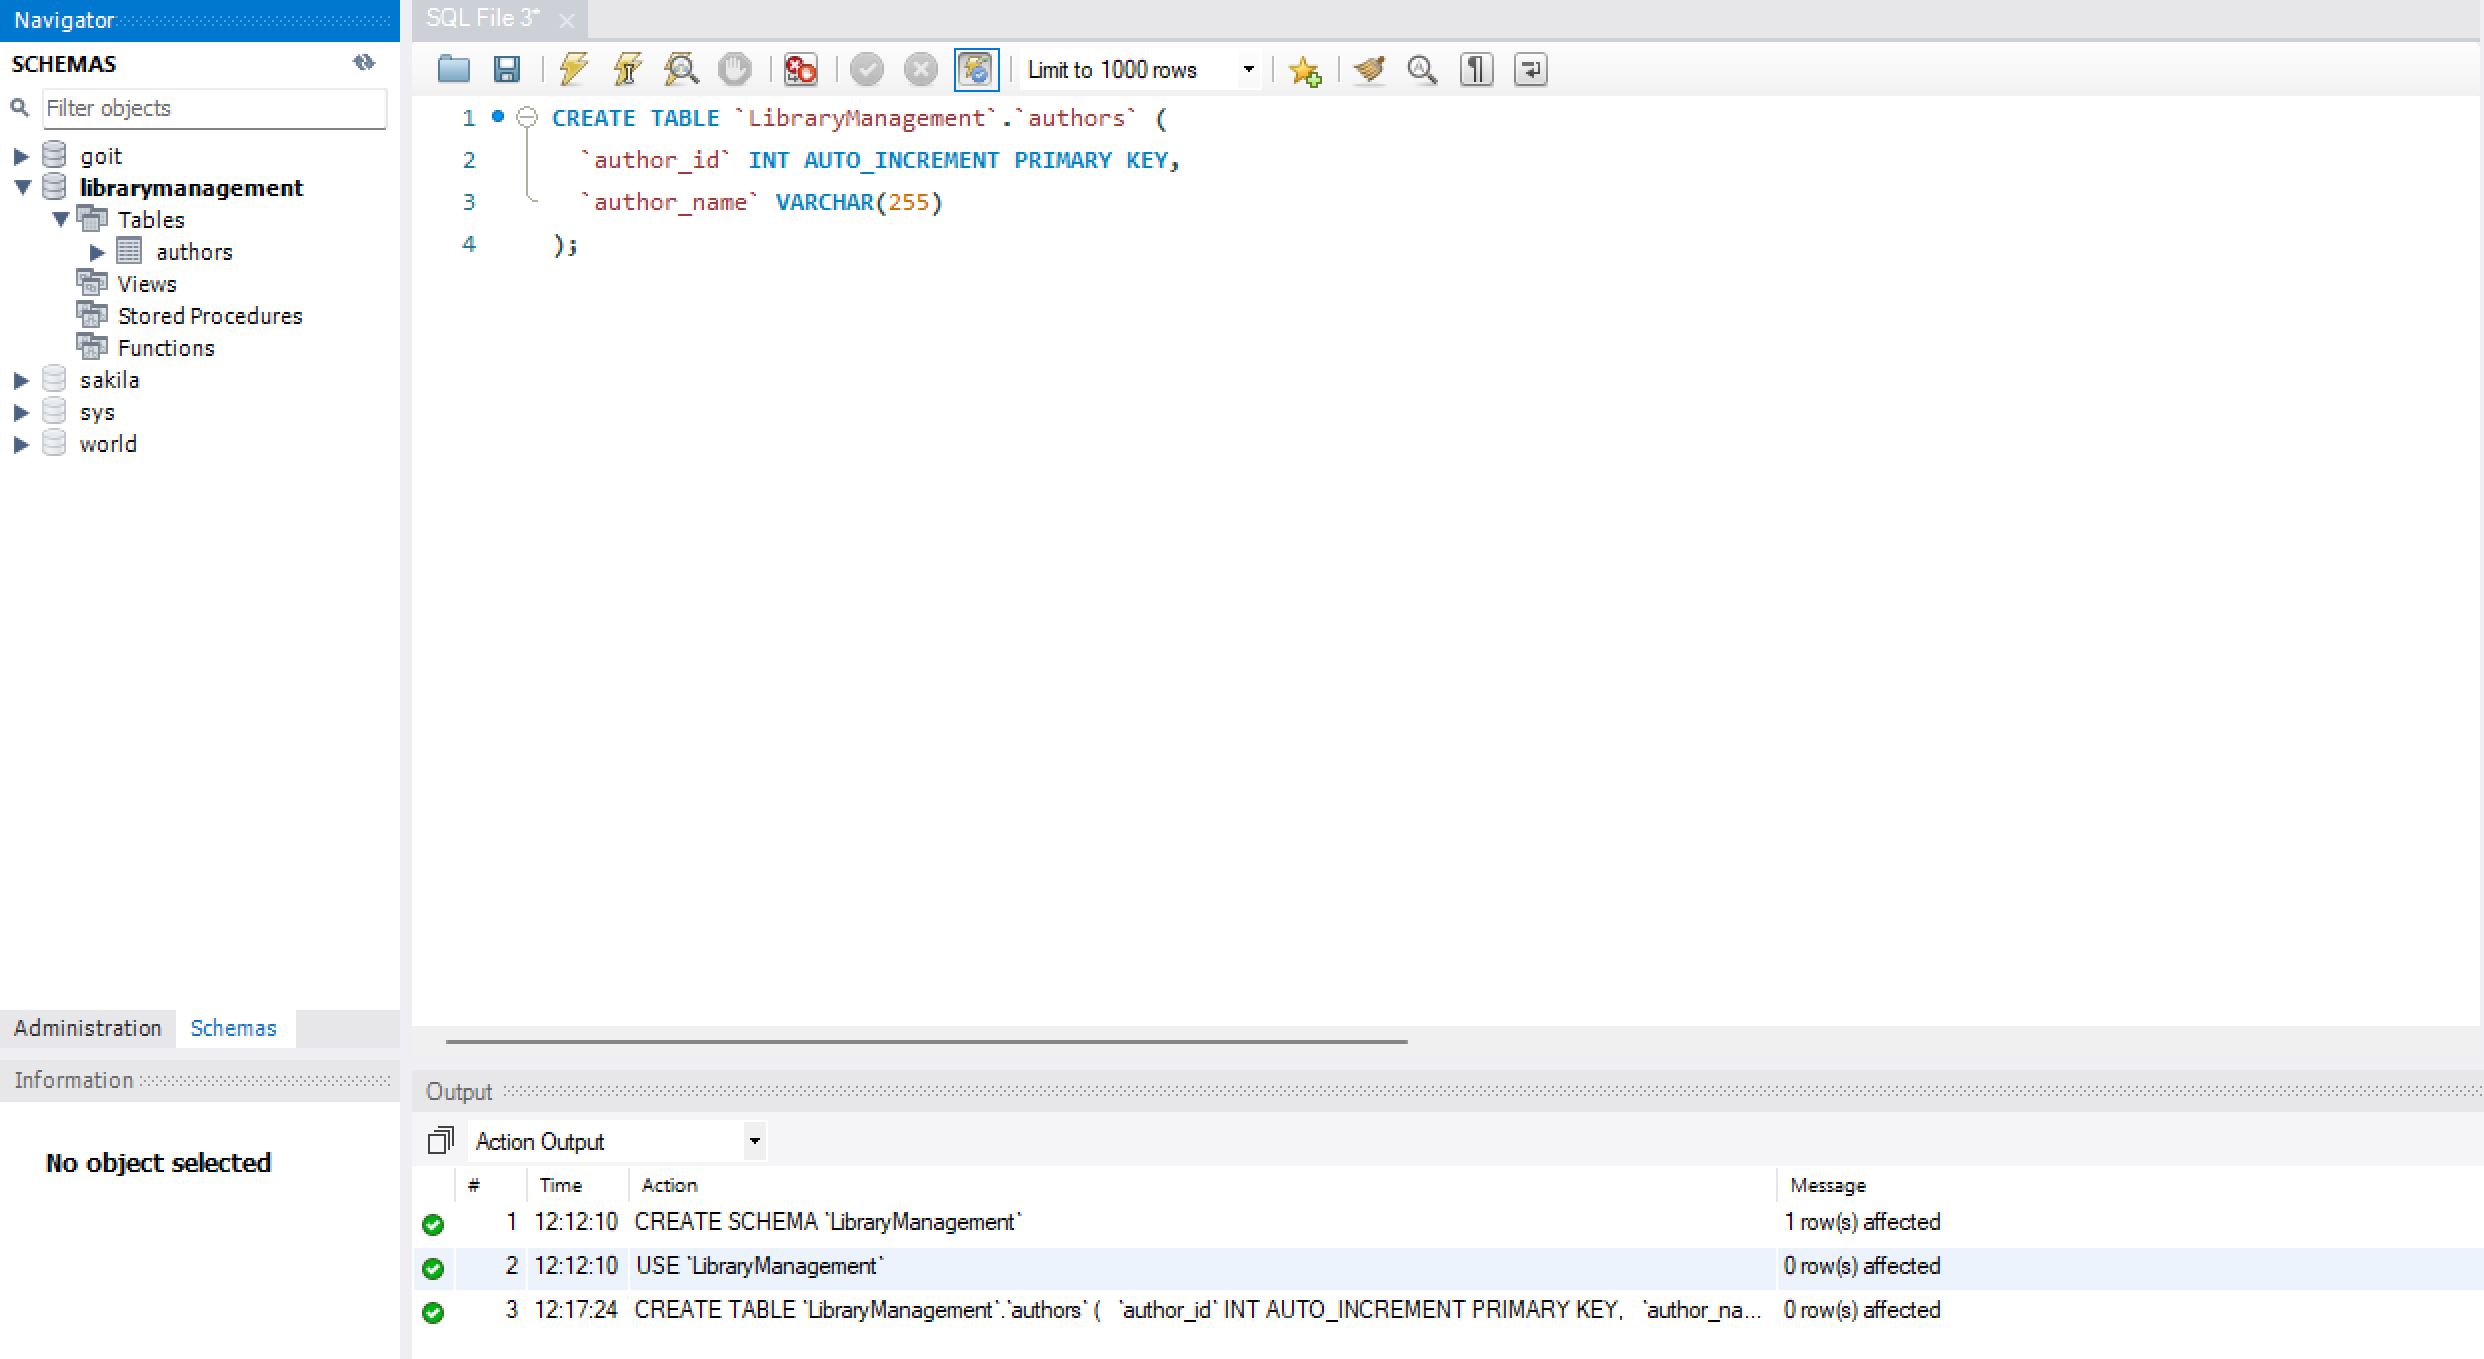 Navigator
SCHEMAS
Filter objects
goit
librarymanagement
Tables
authors
Views
Stored Procedures
Functions
sakila
sys
world
Administration Schemas
Information
No object selected
SQL File 3*
Limit to 1000 rows
1 CREATE TABLE `LibraryManagement`.`authors` (
2 `author_id` INT AUTO_INCREMENT PRIMARY KEY,
3 `author_name` VARCHAR(255)
4 );
Output
Action Output
# Time Action Message
1 12:12:10 CREATE SCHEMA `LibraryManagement` 1 row(s) affected
2 12:12:10 USE `LibraryManagement` 0 row(s) affected
3 12:17:24 CREATE TABLE `LibraryManagement`.`authors` ( `author_id` INT AUTO_INCREMENT PRIMARY KEY, `author_na... 0 row(s) affected